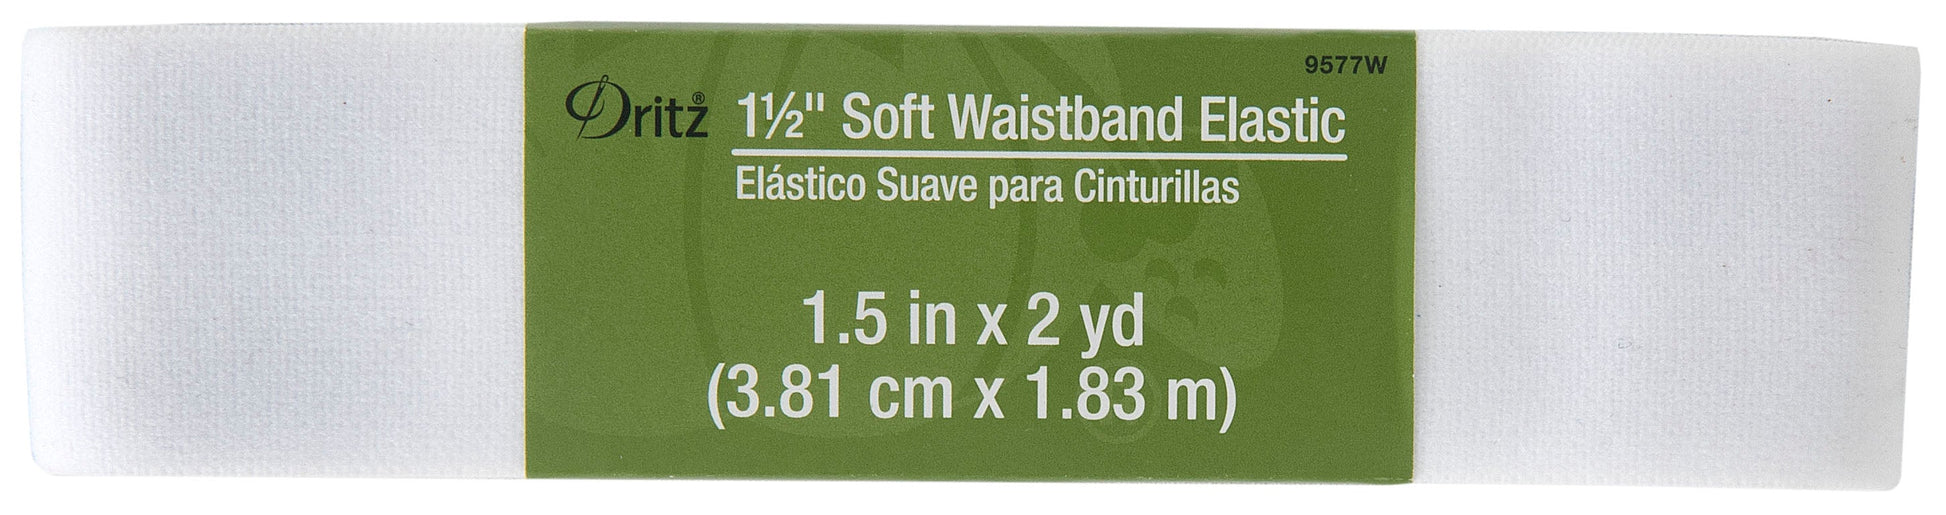 9577W
Dritz® 1½" Soft Waistband Elastic
Elástico Suave para Cinturillas
1.5 in x 2 yd
(3.81 cm x 1.83 m)